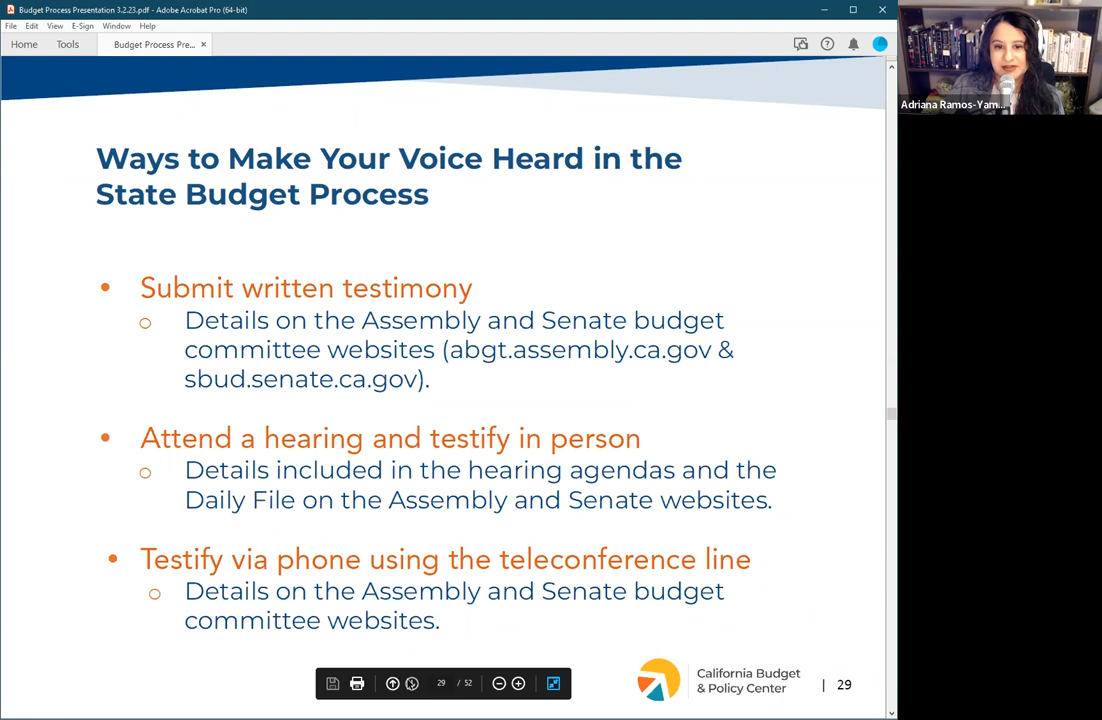 Budget Process Presentation 3.2.23.pdf - Adobe Acrobat Pro (64-bit)
File Edit View E-Sign Window Help
Home Tools Budget Process Pre... ×
Adriana Ramos-Yam...
Ways to Make Your Voice Heard in the
State Budget Process
• Submit written testimony
o Details on the Assembly and Senate budget
committee websites (abgt.assembly.ca.gov &
sbud.senate.ca.gov).
• Attend a hearing and testify in person
o Details included in the hearing agendas and the
Daily File on the Assembly and Senate websites.
• Testify via phone using the teleconference line
o Details on the Assembly and Senate budget
committee websites.
29 / 52
California Budget
& Policy Center
| 29